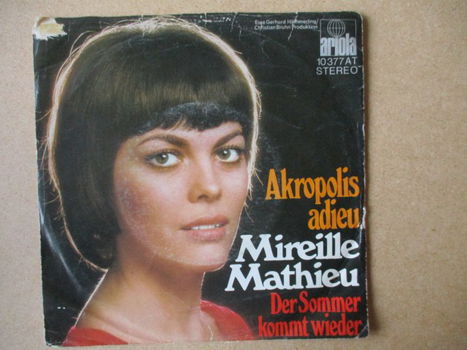 Eine Gerhard Hämmerling/
Christian Bruhn Produktion
ariola
10 377 AT
STEREO
Akropolis
adieu
Mireille
Mathieu
Der Sommer
kommt wieder